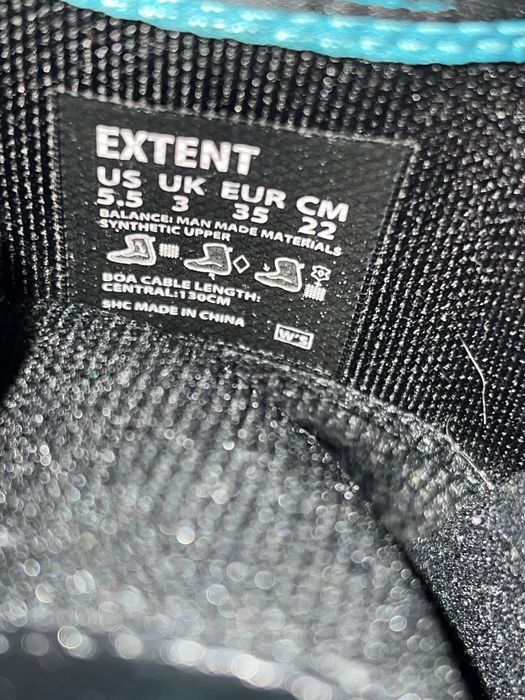 EXTENT
US UK EUR CM
5.5 3 35 22
BALANCE: MAN MADE MATERIALS
SYNTHETIC UPPER
BOA CABLE LENGTH:
CENTRAL:130CM
SHC MADE IN CHINA
W'S